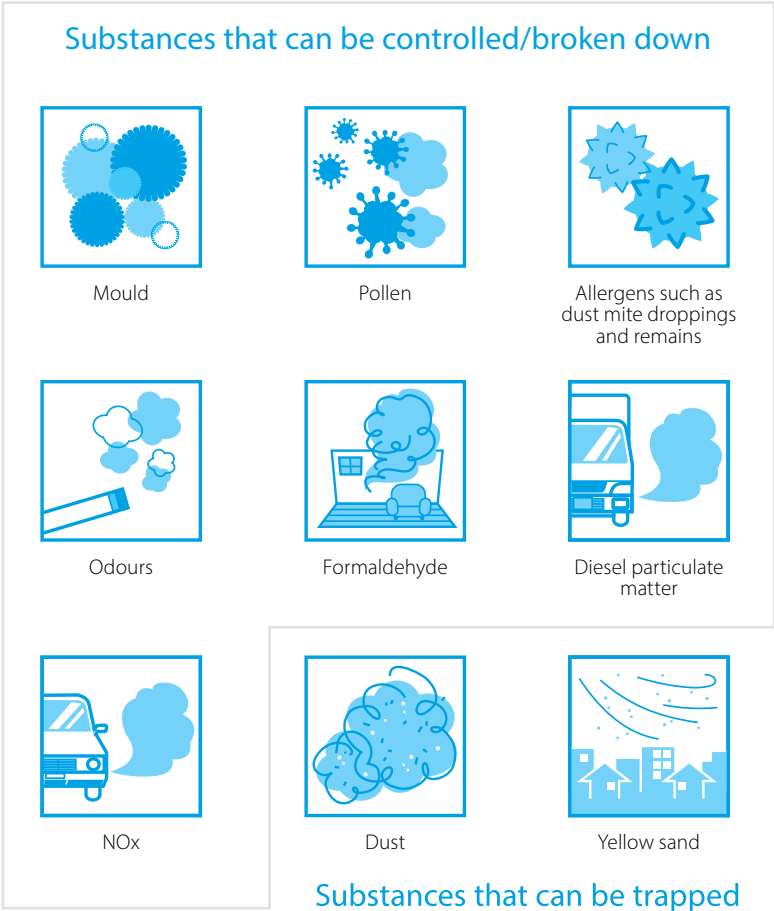 Substances that can be controlled/broken down
Mould
Pollen
Allergens such as
dust mite droppings
and remains
Odours
Formaldehyde
Diesel particulate
matter
NOx
Dust
Yellow sand
Substances that can be trapped